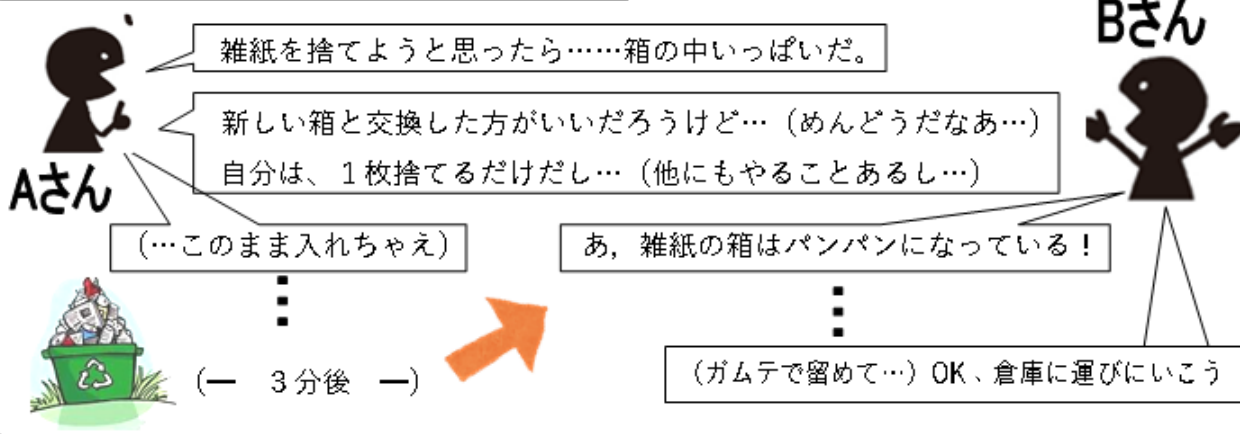 Aさん
雑紙を捨てようと思ったら……箱の中いっぱいだ。
新しい箱と交換した方がいいだろうけど…（めんどうだなあ…）
自分は、１枚捨てるだけだし…（他にもやることあるし…）
（…このまま入れちゃえ）
（― ３分後 ―）
Bさん
あ，雑紙の箱はパンパンになっている！
（ガムテで留めて…）OK、倉庫に運びにいこう